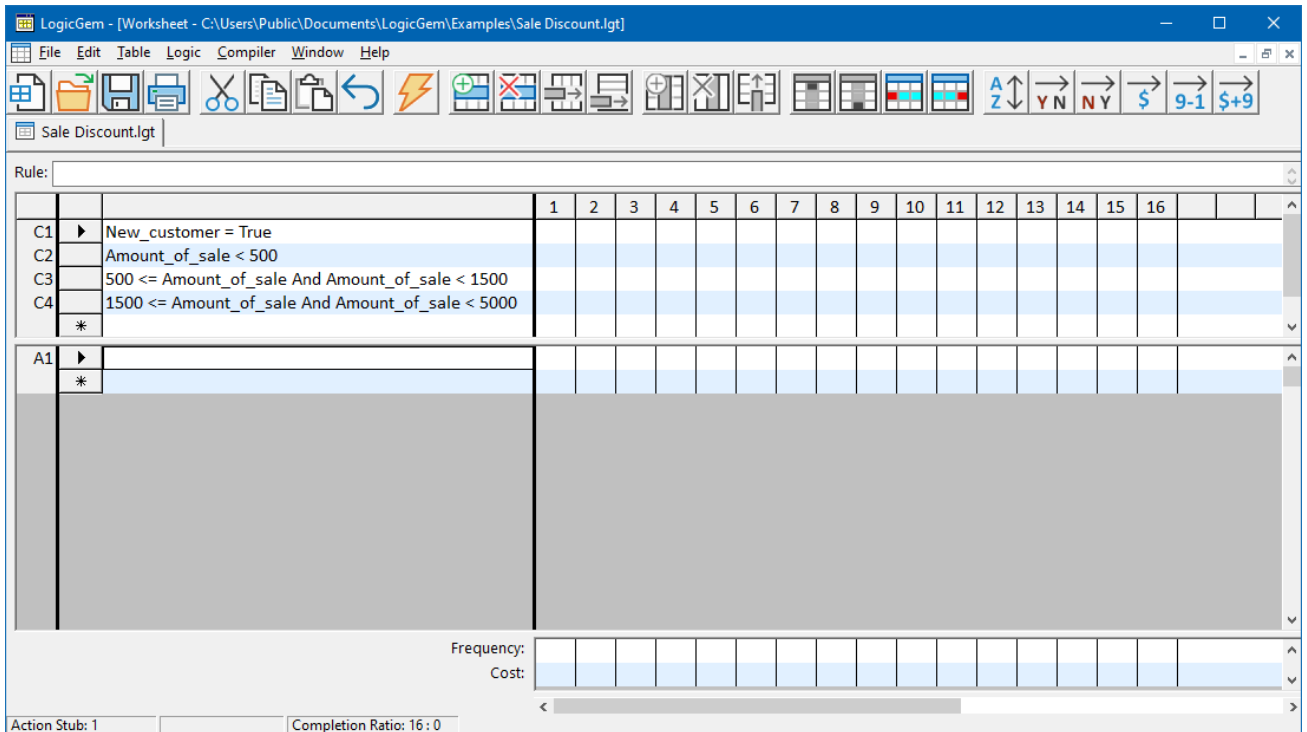 LogicGem - [Worksheet - C:\Users\Public\Documents\LogicGem\Examples\Sale Discount.lgt]
File Edit Table Logic Compiler Window Help
A Z Y N N Y $ 9-1 $+9
Sale Discount.lgt
Rule:
1 2 3 4 5 6 7 8 9 10 11 12 13 14 15 16
C1 New_customer = True
C2 Amount_of_sale < 500
C3 500 <= Amount_of_sale And Amount_of_sale < 1500
C4 1500 <= Amount_of_sale And Amount_of_sale < 5000
*
A1
*
Frequency:
Cost:
Action Stub: 1 Completion Ratio: 16 : 0